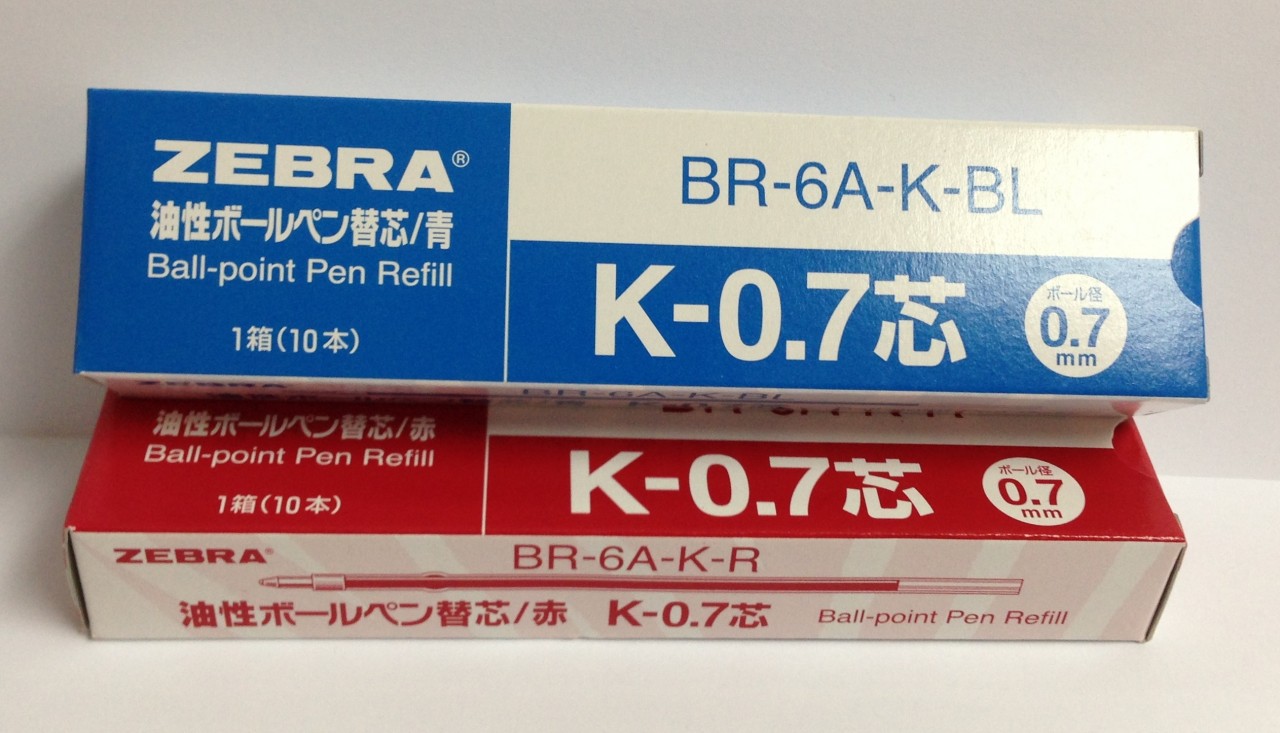 ZEBRA®
油性ボールペン替芯/青
Ball-point Pen Refill
1箱(10本)
BR-6A-K-BL
K-0.7芯
ボール径
0.7
mm
ZEBRA
BR-6A-K-BL
油性ボールペン替芯/赤
Ball-point Pen Refill
1箱(10本)
K-0.7芯
ボール径
0.7
mm
ZEBRA®
BR-6A-K-R
油性ボールペン替芯/赤 K-0.7芯 Ball-point Pen Refill